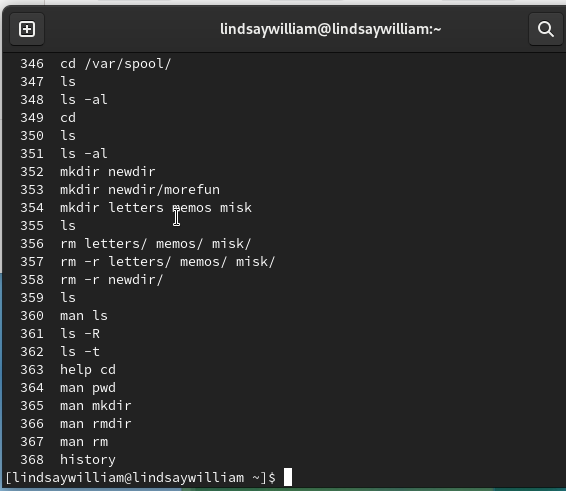 lindsaywilliam@lindsaywilliam:~
346 cd /var/spool/
347 ls
348 ls -al
349 cd
350 ls
351 ls -al
352 mkdir newdir
353 mkdir newdir/morefun
354 mkdir letters memos misk
355 ls
356 rm letters/ memos/ misk/
357 rm -r letters/ memos/ misk/
358 rm -r newdir/
359 ls
360 man ls
361 ls -R
362 ls -t
363 help cd
364 man pwd
365 man mkdir
366 man rmdir
367 man rm
368 history
[lindsaywilliam@lindsaywilliam ~]$